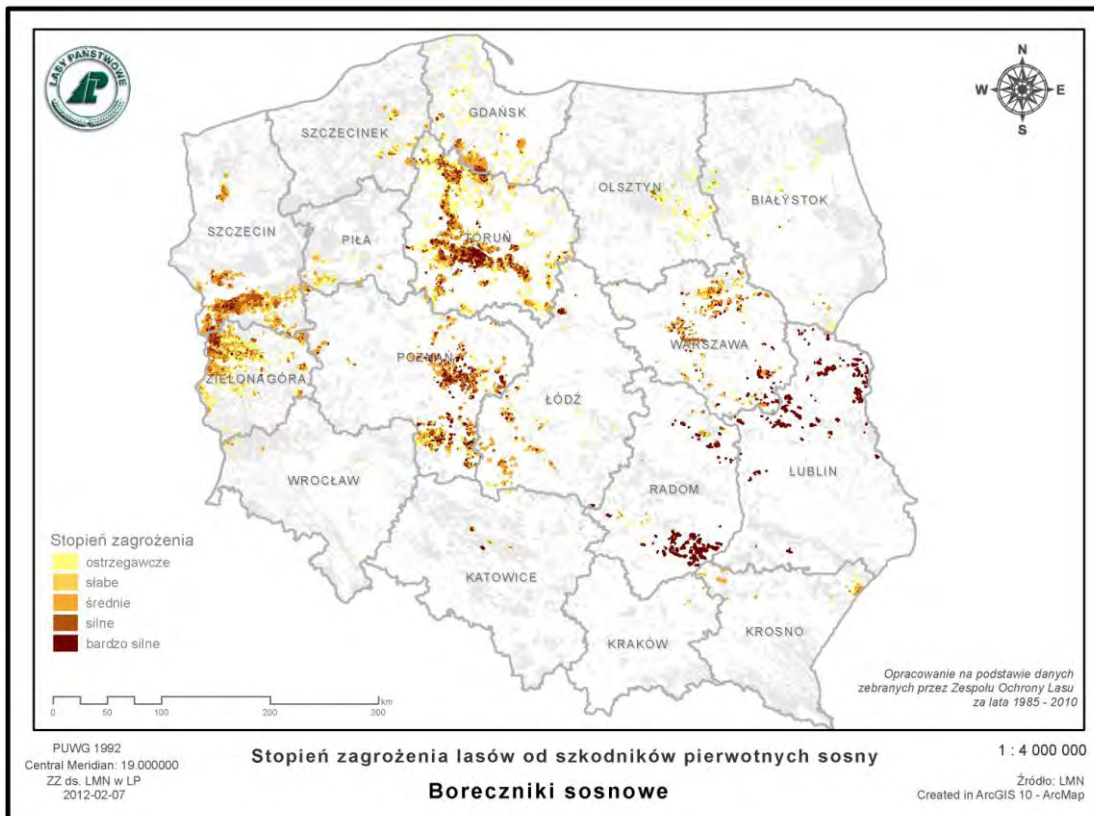 LASY PAŃSTWOWE
LP
N
W E
S
GDAŃSK
SZCZECINEK
OLSZTYN
BIAŁYSTOK
SZCZECIN
PIŁA
TORUŃ
WARSZAWA
POZNAŃ
ZIELONA GÓRA
ŁÓDŹ
LUBLIN
WROCŁAW
RADOM
KATOWICE
KRAKÓW
KROSNO
Stopień zagrożenia
ostrzegawcze
słabe
średnie
silne
bardzo silne
0 50 100 200 300
km
Opracowanie na podstawie danych
zebranych przez Zespołu Ochrony Lasu
za lata 1985 - 2010
PUWG 1992
Central Meridian: 19.000000
ZZ ds. LMN w LP
2012-02-07
Stopień zagrożenia lasów od szkodników pierwotnych sosny
Boreczniki sosnowe
1 : 4 000 000
Źródło: LMN
Created in ArcGIS 10 - ArcMap